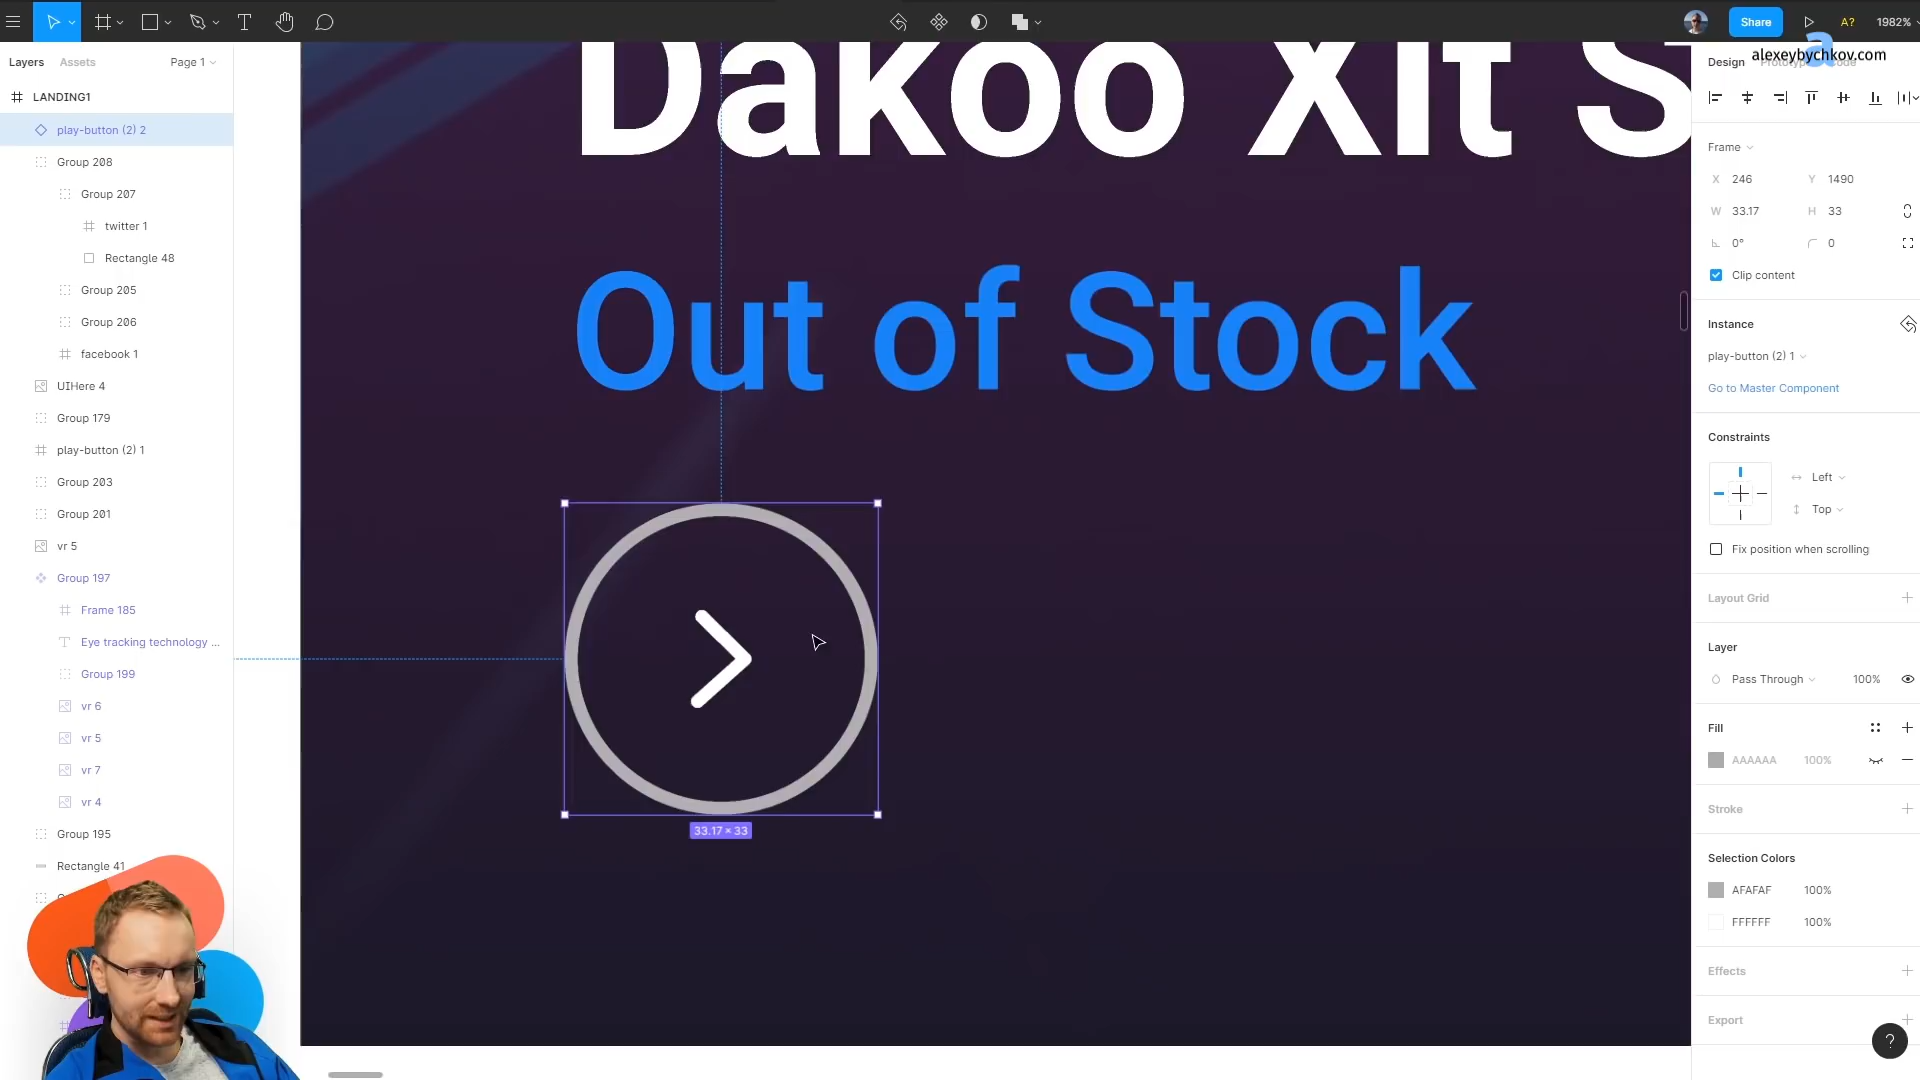 Share
A?
1982%
alexeybychkov.com
Layers
Assets
Page 1
Design
LANDING1
play-button (2) 2
Group 208
Group 207
twitter 1
Rectangle 48
Group 205
Group 206
facebook 1
UIHere 4
Group 179
play-button (2) 1
Group 203
Group 201
vr 5
Group 197
Frame 185
Eye tracking technology ...
Group 199
vr 6
vr 5
vr 7
vr 4
Group 195
Rectangle 41
Dakoo Xlt S
Out of Stock
33.17 × 33
Frame
X 246
Y 1490
W 33.17
H 33
0°
0
Clip content
Instance
play-button (2) 1
Go to Master Component
Constraints
Left
Top
Fix position when scrolling
Layout Grid
Layer
Pass Through
100%
Fill
AAAAAA
100%
Stroke
Selection Colors
AFAFAF
100%
FFFFFF
100%
Effects
Export
?